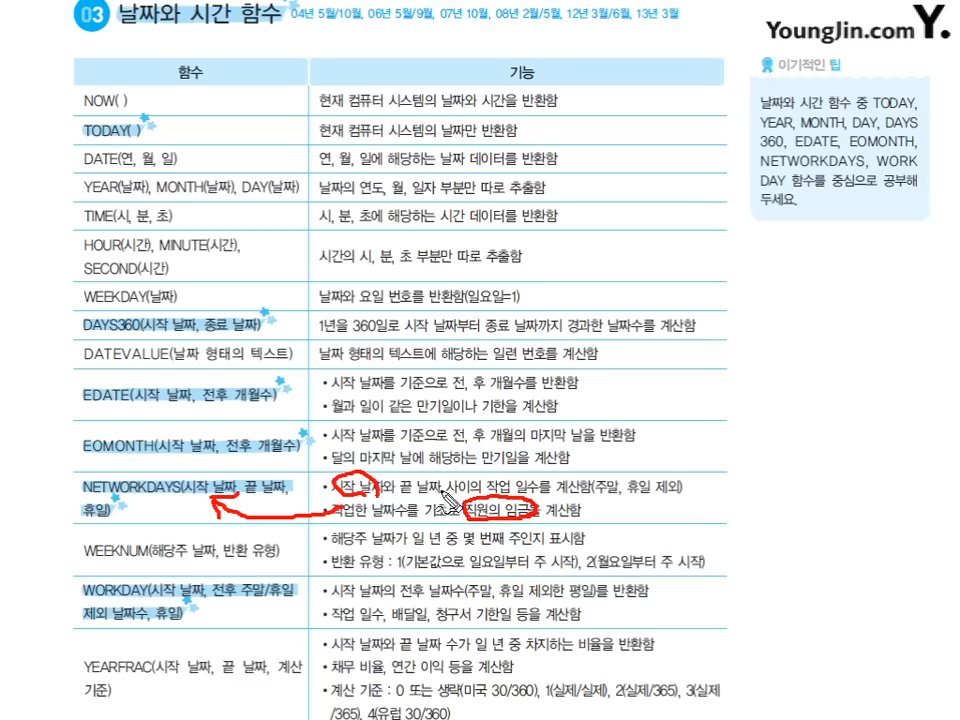 03 날짜와 시간 함수 04년 5월/10월, 06년 5월/9월, 07년 10월, 08년 2월/5월, 12년 3월/6월, 13년 3월
YoungJin.com Y.
함수 기능
NOW( ) 현재 컴퓨터 시스템의 날짜와 시간을 반환함
TODAY( ) 현재 컴퓨터 시스템의 날짜만 반환함
DATE(연, 월, 일) 연, 월, 일에 해당하는 날짜 데이터를 반환함
YEAR(날짜), MONTH(날짜), DAY(날짜) 날짜의 연도, 월, 일자 부분만 따로 추출함
TIME(시, 분, 초) 시, 분, 초에 해당하는 시간 데이터를 반환함
HOUR(시간), MINUTE(시간),
SECOND(시간)
시간의 시, 분, 초 부분만 따로 추출함
WEEKDAY(날짜) 날짜와 요일 번호를 반환함(일요일=1)
DAYS360(시작 날짜, 종료 날짜) 1년을 360일로 시작 날짜부터 종료 날짜까지 경과한 날짜수를 계산함
DATEVALUE(날짜 형태의 텍스트) 날짜 형태의 텍스트에 해당하는 일련 번호를 계산함
EDATE(시작 날짜, 전후 개월수)
• 시작 날짜를 기준으로 전, 후 개월수를 반환함
• 월과 일이 같은 만기일이나 기한을 계산함
EOMONTH(시작 날짜, 전후 개월수)
• 시작 날짜를 기준으로 전, 후 개월의 마지막 날을 반환함
• 달의 마지막 날에 해당하는 만기일을 계산함
NETWORKDAYS(시작 날짜, 끝 날짜,
휴일)
• 시작 날짜와 끝 날짜 사이의 작업 일수를 계산함(주말, 휴일 제외)
• 작업한 날짜수를 기초로 직원의 임금을 계산함
WEEKNUM(해당주 날짜, 반환 유형)
• 해당주 날짜가 일 년 중 몇 번째 주인지 표시함
• 반환 유형 : 1(기본값으로 일요일부터 주 시작), 2(월요일부터 주 시작)
WORKDAY(시작 날짜, 전후 주말/휴일
제외 날짜수, 휴일)
• 시작 날짜의 전후 날짜수(주말, 휴일 제외한 평일)를 반환함
• 작업 일수, 배달일, 청구서 기한일 등을 계산함
YEARFRAC(시작 날짜, 끝 날짜, 계산
기준)
• 시작 날짜와 끝 날짜 수가 일 년 중 차지하는 비율을 반환함
• 채무 비율, 연간 이익 등을 계산함
• 계산 기준 : 0 또는 생략(미국 30/360), 1(실제/실제), 2(실제/360), 3(실제
/365), 4(유럽 30/360)
이기적인 팁
날짜와 시간 함수 중 TODAY,
YEAR, MONTH, DAY, DAYS
360, EDATE, EOMONTH,
NETWORKDAYS, WORK
DAY 함수를 중심으로 공부해
두세요.